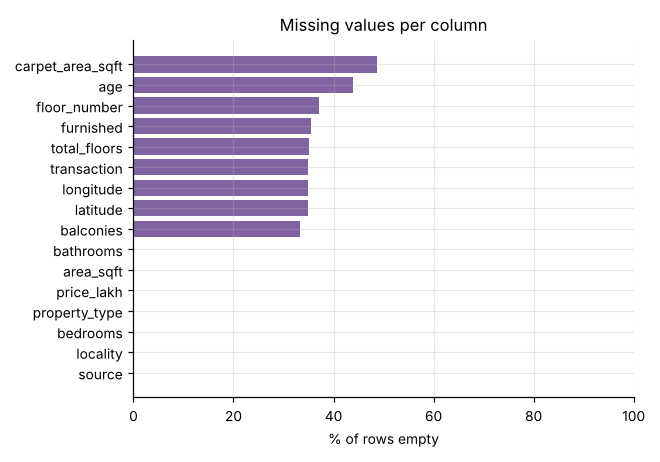 Missing values per column
carpet_area_sqft
age
floor_number
furnished
total_floors
transaction
longitude
latitude
balconies
bathrooms
area_sqft
price_lakh
property_type
bedrooms
locality
source
0 20 40 60 80 100
% of rows empty